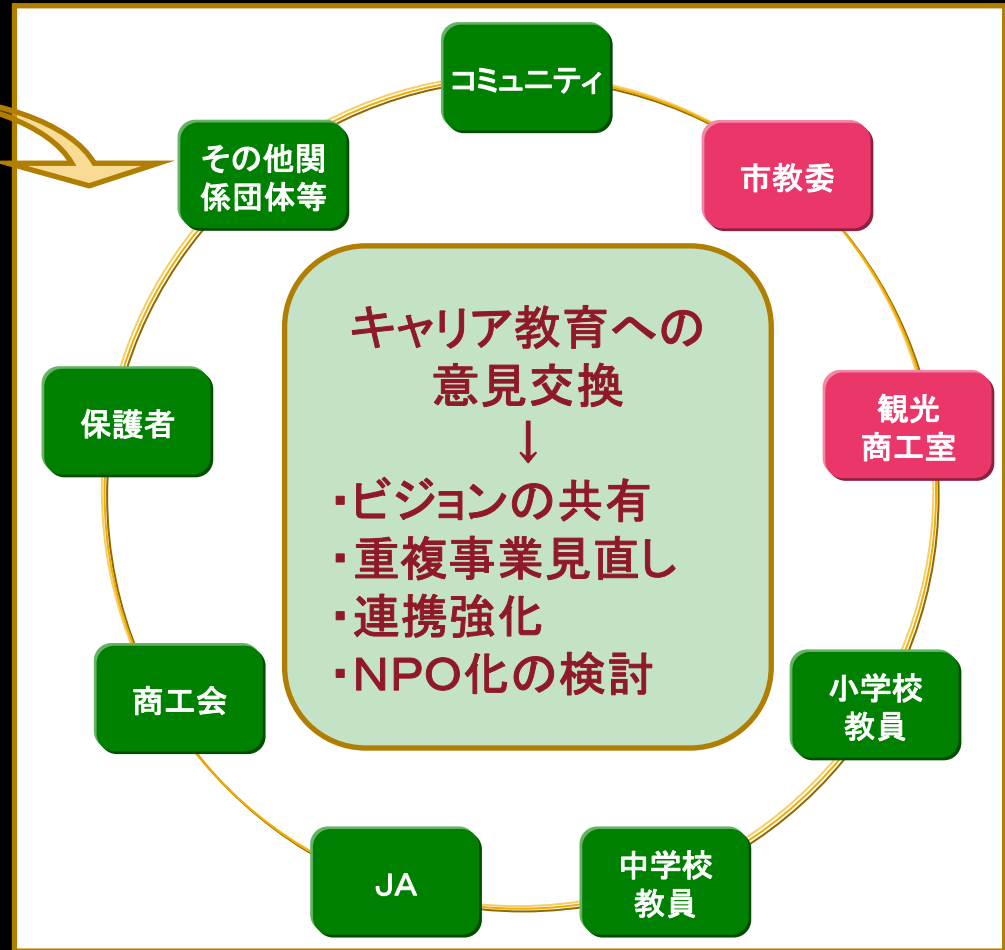 コミュニティ
その他関
係団体等
市教委
キャリア教育への
意見交換
↓
・ビジョンの共有
・重複事業見直し
・連携強化
・NPO化の検討
保護者
観光
商工室
商工会
小学校
教員
JA
中学校
教員